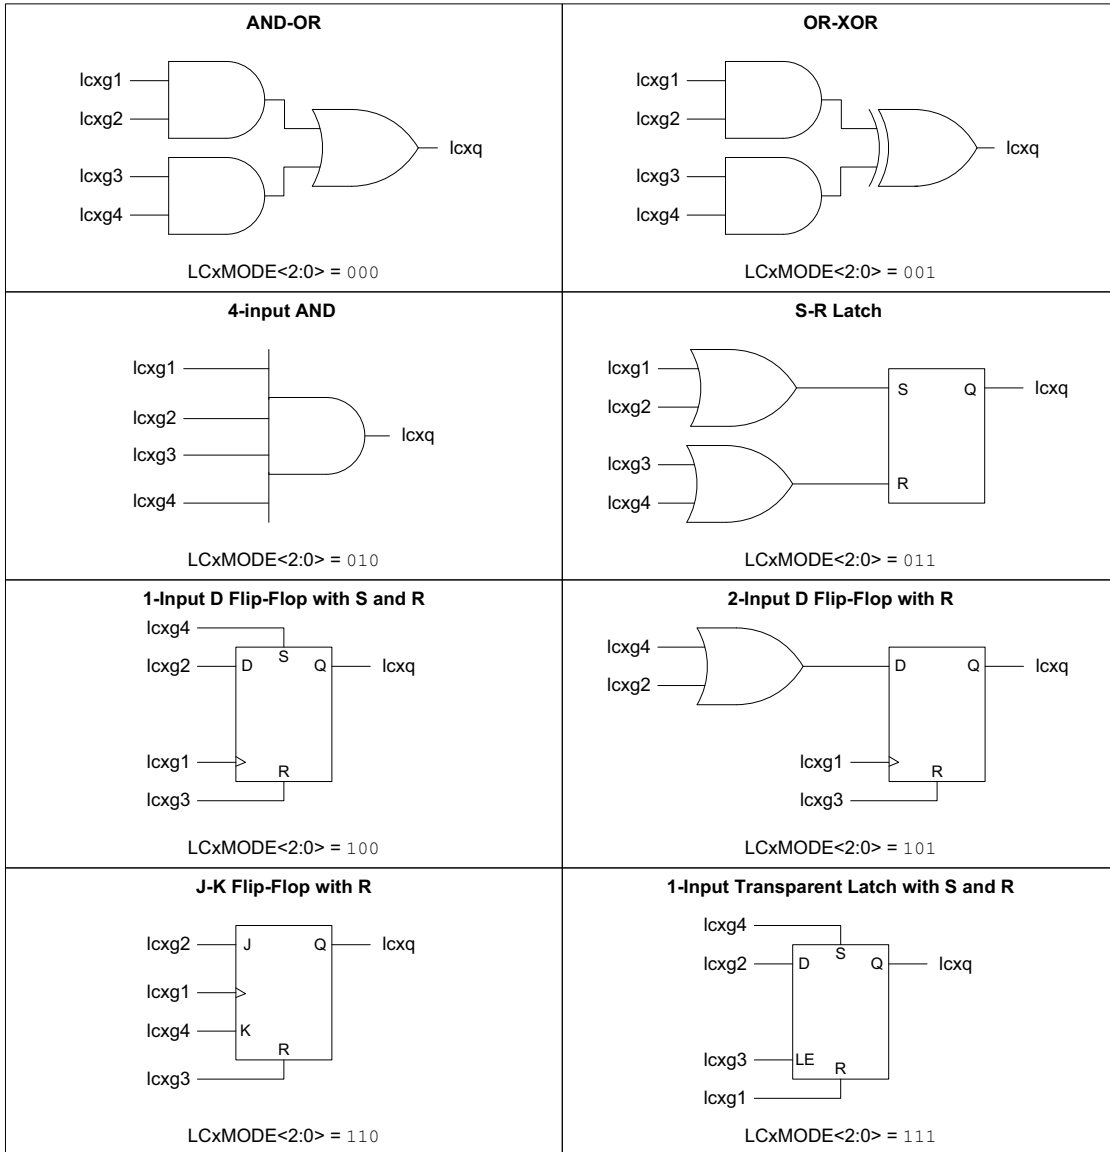 AND-OR
lcxg1
lcxg2
lcxg3
lcxg4
lcxq
LCxMODE<2:0> = 000
OR-XOR
lcxg1
lcxg2
lcxg3
lcxg4
lcxq
LCxMODE<2:0> = 001
4-input AND
lcxg1
lcxg2
lcxg3
lcxg4
lcxq
LCxMODE<2:0> = 010
S-R Latch
lcxg1
lcxg2
lcxg3
lcxg4
S Q
R
lcxq
LCxMODE<2:0> = 011
1-Input D Flip-Flop with S and R
lcxg4
S
lcxg2 D Q lcxq
lcxg1
R
lcxg3
LCxMODE<2:0> = 100
2-Input D Flip-Flop with R
lcxg4
lcxg2
D Q lcxq
lcxg1
R
lcxg3
LCxMODE<2:0> = 101
J-K Flip-Flop with R
lcxg2 J Q lcxq
lcxg1
lcxg4 K
R
lcxg3
LCxMODE<2:0> = 110
1-Input Transparent Latch with S and R
lcxg4
S
lcxg2 D Q lcxq
lcxg3 LE
R
lcxg1
LCxMODE<2:0> = 111